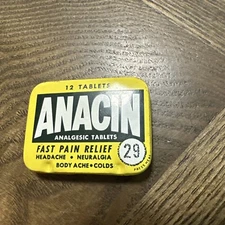 12 TABLETS
ANACIN
ANALGESIC TABLETS
FAST PAIN RELIEF
HEADACHE • NEURALGIA
BODY ACHE • COLDS
29